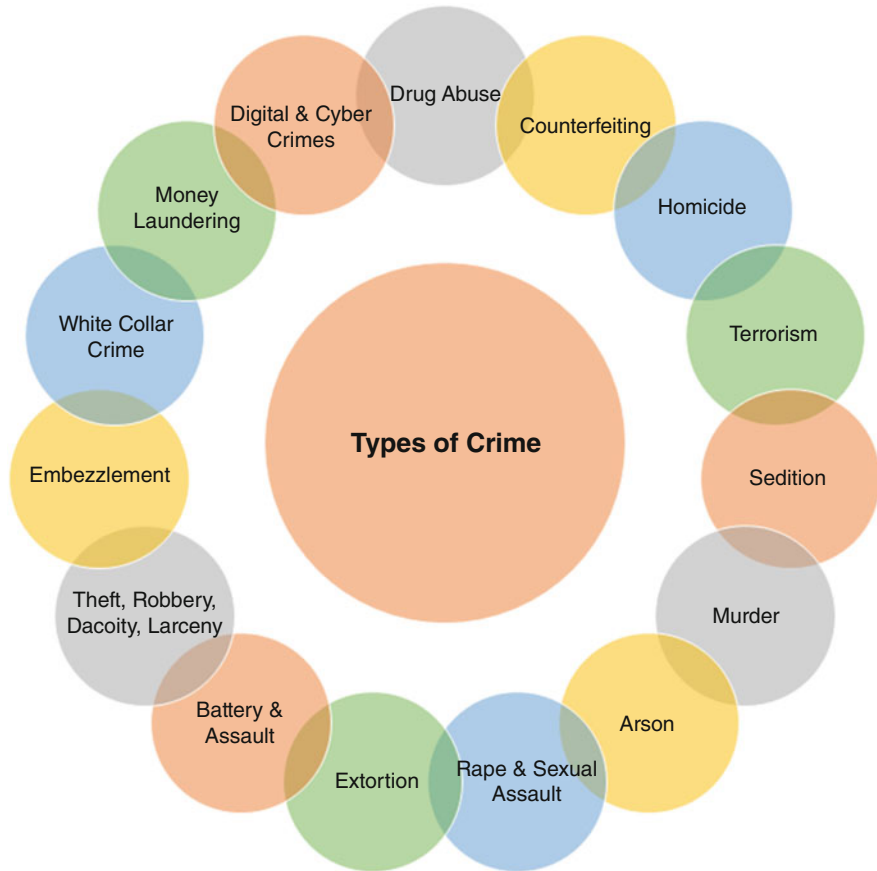 Drug Abuse
Counterfeiting
Homicide
Terrorism
Sedition
Murder
Arson
Rape & Sexual
Assault
Extortion
Battery &
Assault
Theft, Robbery,
Dacoity, Larceny
Embezzlement
White Collar
Crime
Money
Laundering
Digital & Cyber
Crimes
Types of Crime